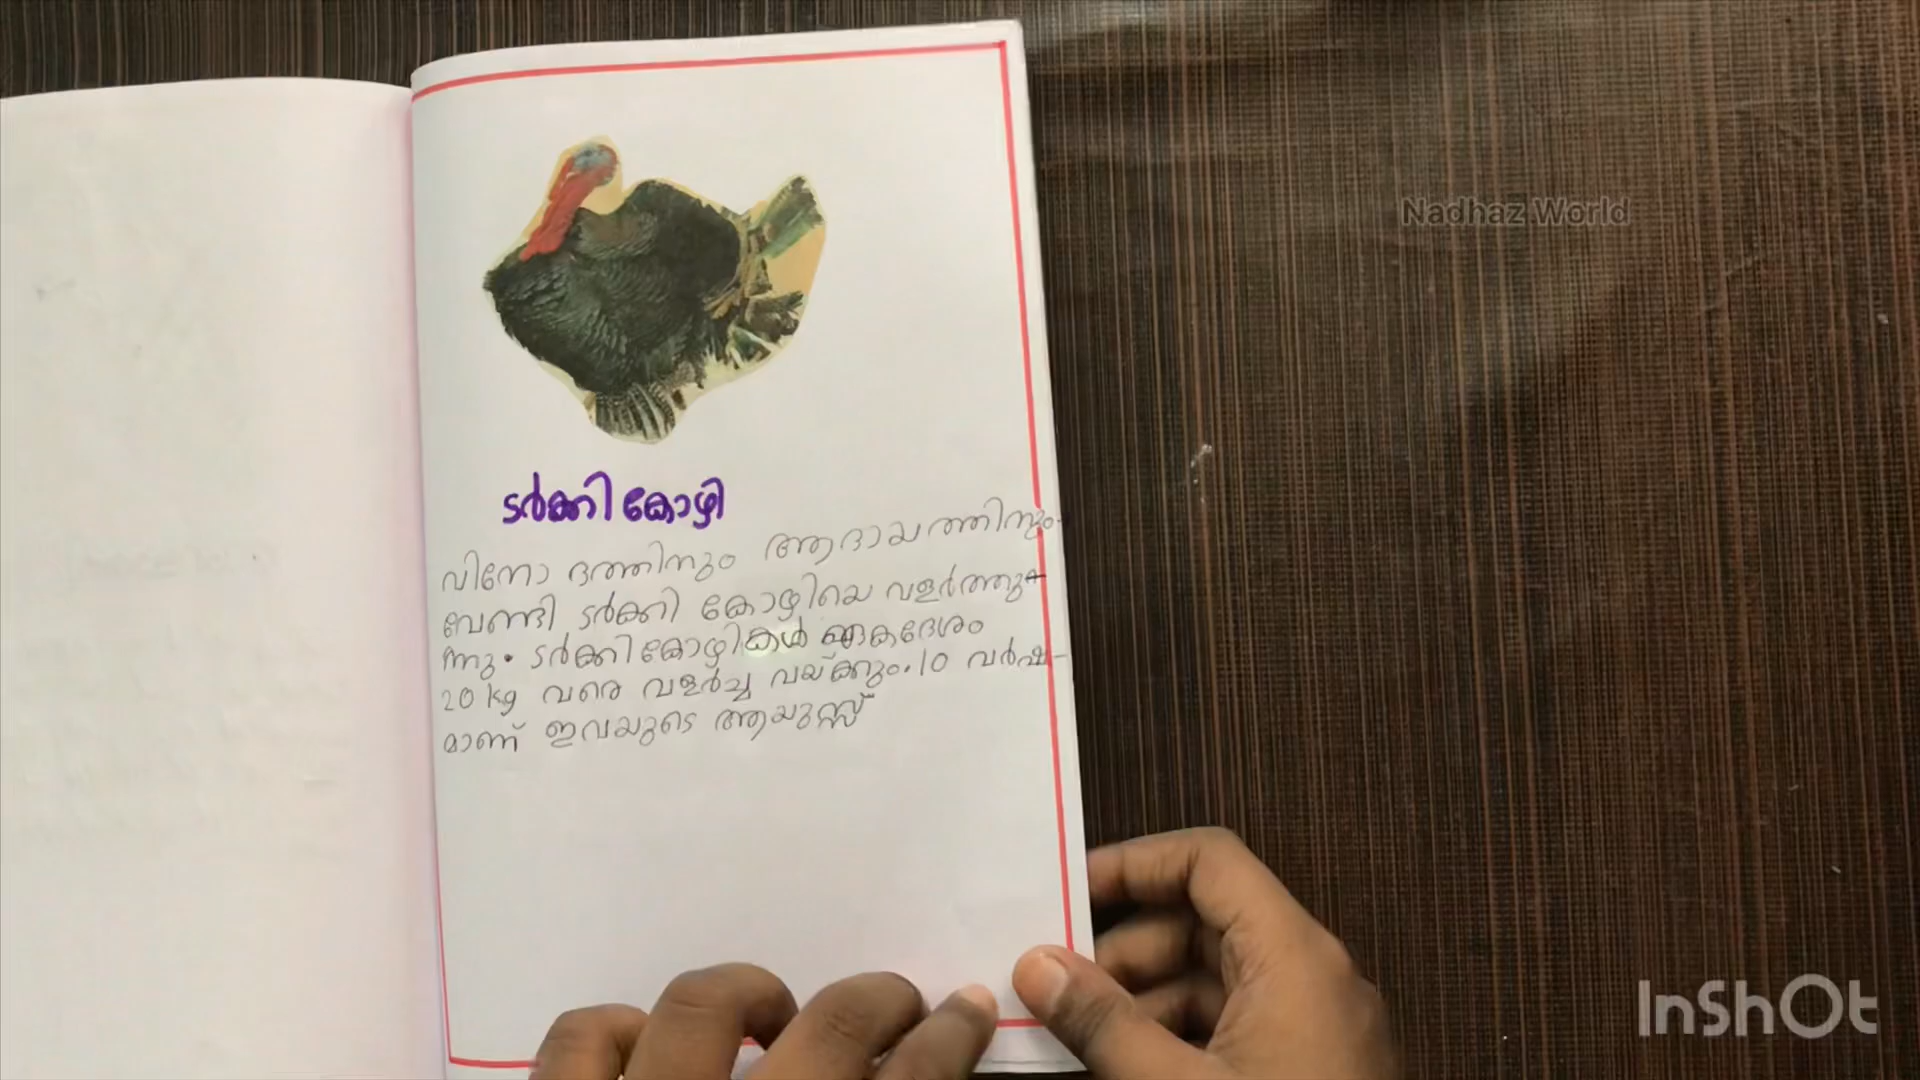 Nadhaz World
ടർക്കി കോഴി
വിനോദത്തിനും ആദായത്തിനും
വേണ്ടി ടർക്കി കോഴിയെ വളർത്തു-
ന്നു. ടർക്കികോഴികൾ ഏകദേശം
20 kg വരെ വളർച്ച വയ്ക്കും. 10 വർഷ-
മാണ് ഇവയുടെ ആയുസ്സ്
InShOt